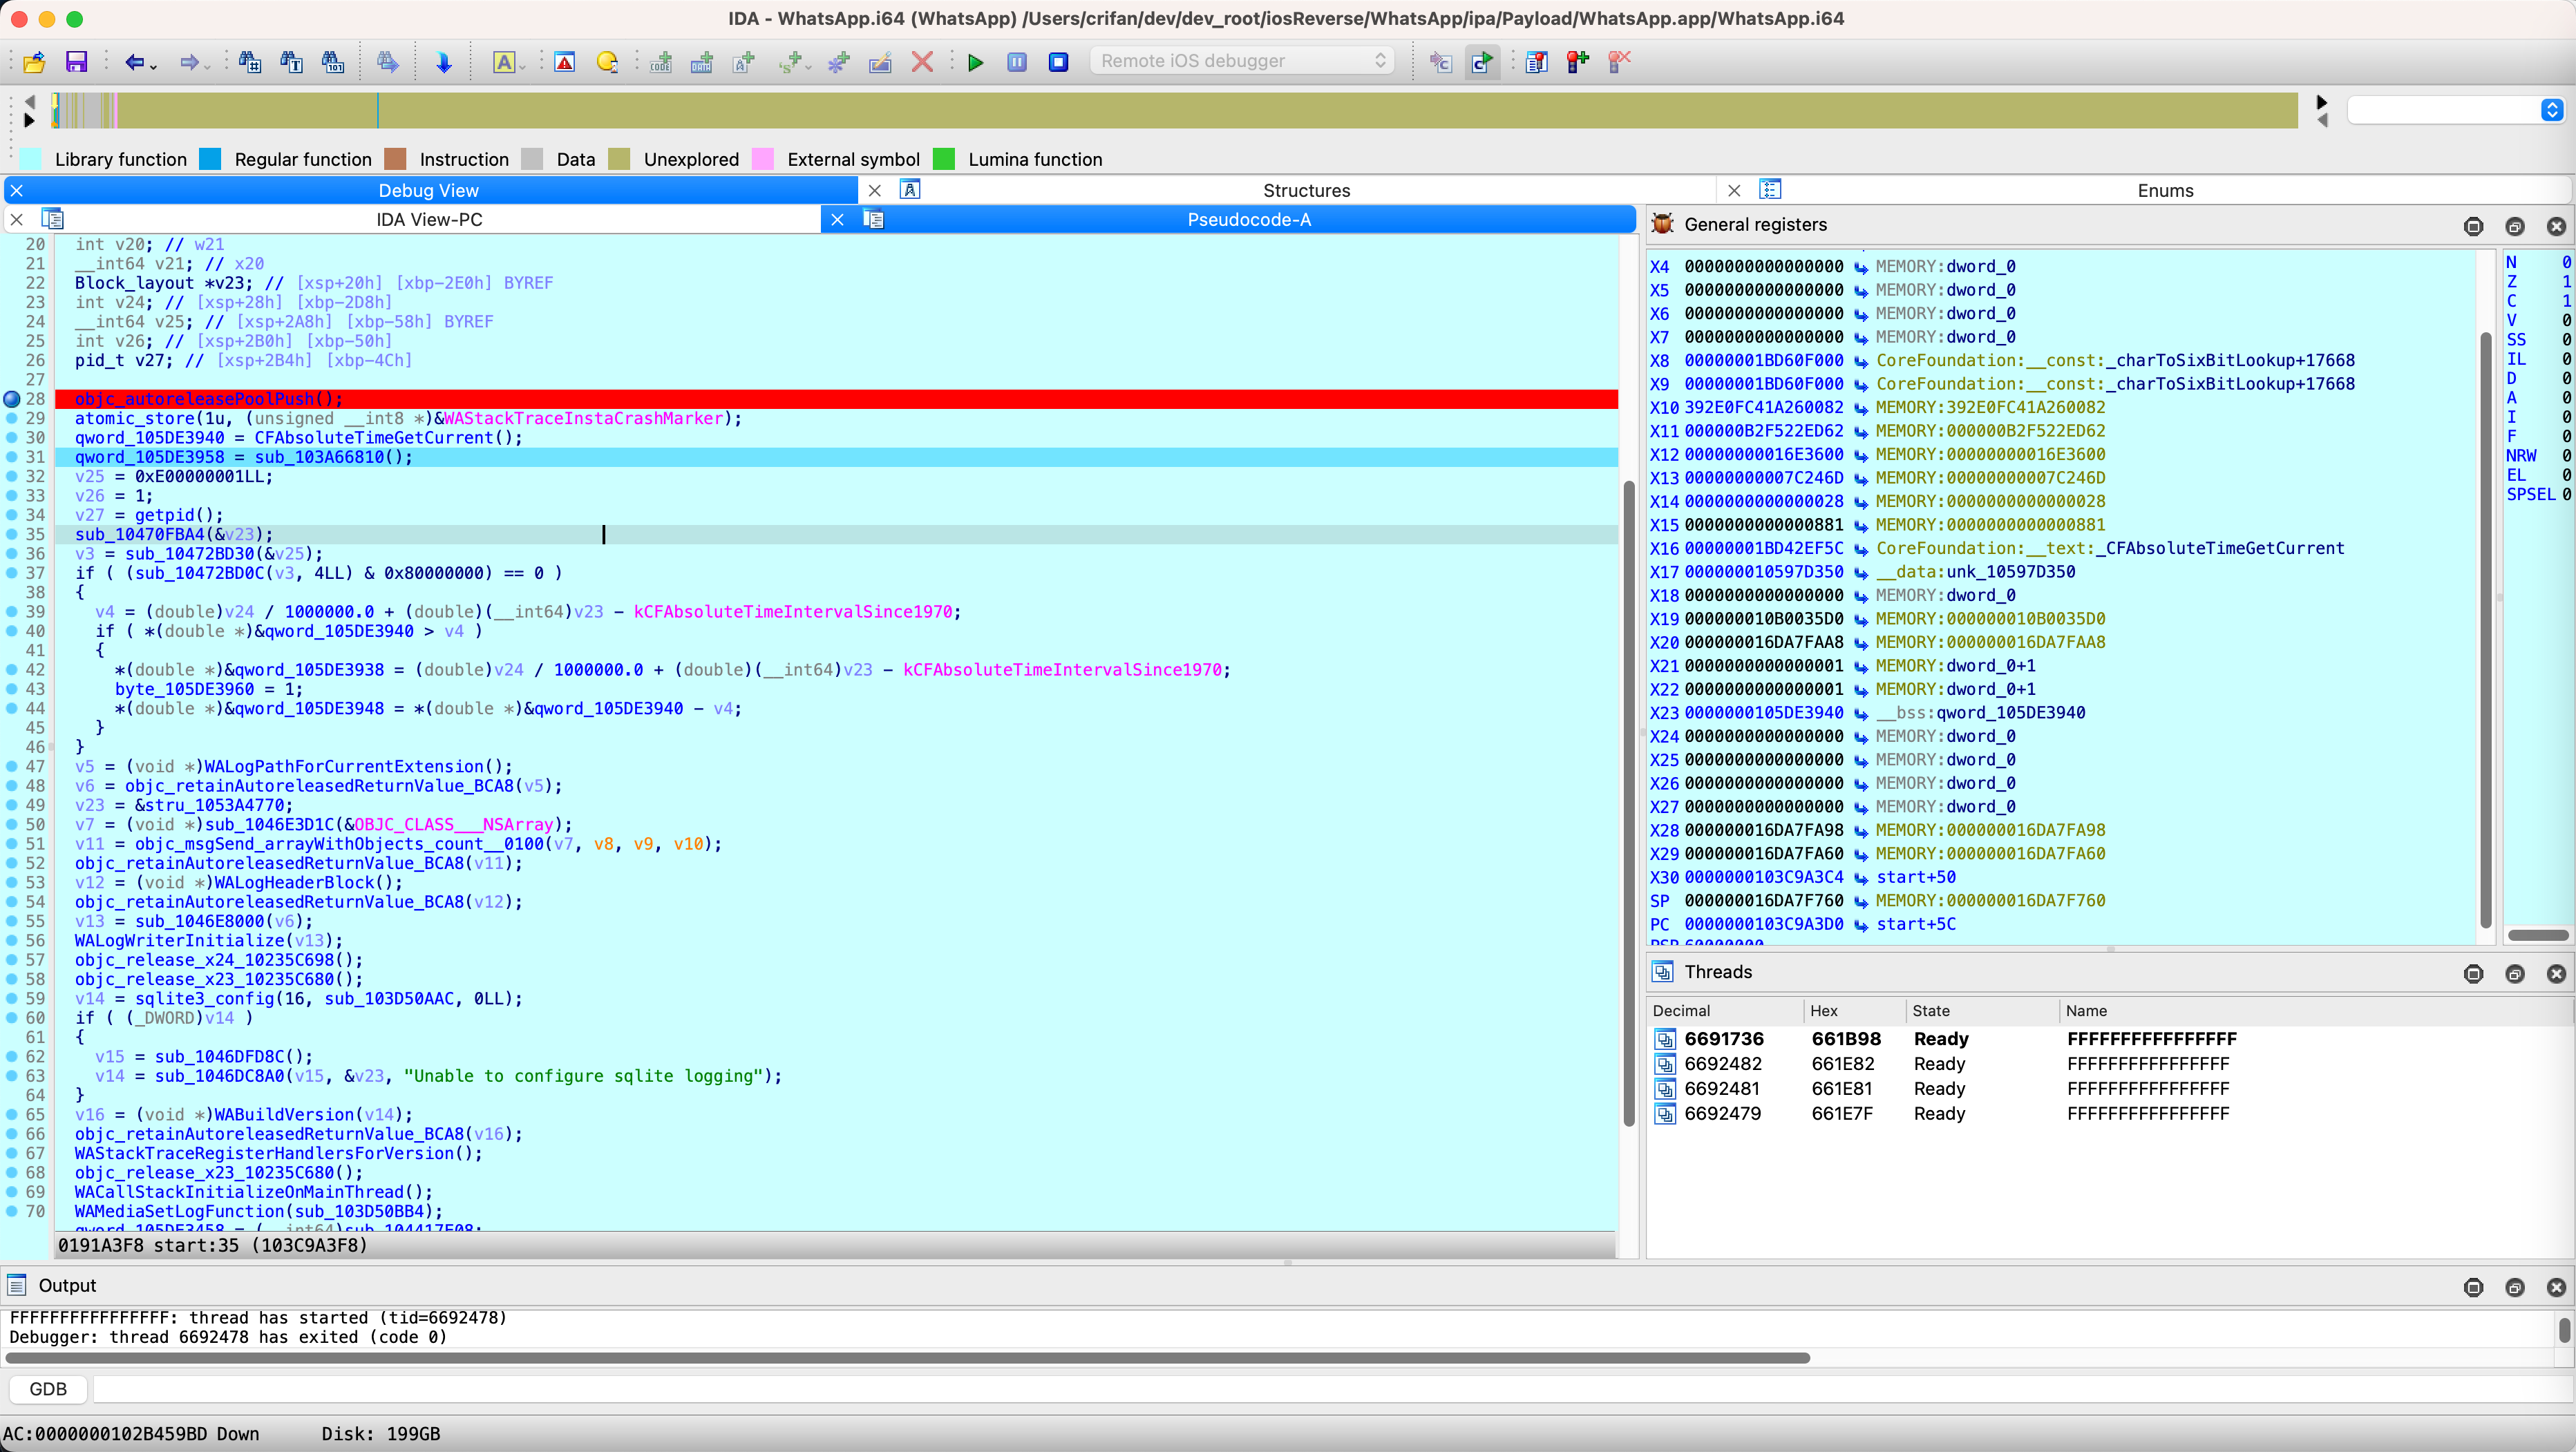 IDA - WhatsApp.i64 (WhatsApp) /Users/crifan/dev/dev_root/iosReverse/WhatsApp/ipa/Payload/WhatsApp.app/WhatsApp.i64
Remote iOS debugger
Library function Regular function Instruction Data Unexplored External symbol Lumina function
Debug View Structures Enums
IDA View-PC Pseudocode-A
20 int v20; // w21
21 __int64 v21; // x20
22 Block_layout *v23; // [xsp+20h] [xbp-2E0h] BYREF
23 int v24; // [xsp+28h] [xbp-2D8h]
24 __int64 v25; // [xsp+2A8h] [xbp-58h] BYREF
25 int v26; // [xsp+2B0h] [xbp-50h]
26 pid_t v27; // [xsp+2B4h] [xbp-4Ch]
27
28 objc_autoreleasePoolPush();
29 atomic_store(1u, (unsigned __int8 *)&WAStackTraceInstaCrashMarker);
30 qword_105DE3940 = CFAbsoluteTimeGetCurrent();
31 qword_105DE3958 = sub_103A66810();
32 v25 = 0xE00000001LL;
33 v26 = 1;
34 v27 = getpid();
35 sub_10470FBA4(&v23);
36 v3 = sub_10472BD30(&v25);
37 if ( (sub_10472BD0C(v3, 4LL) & 0x80000000) == 0 )
38 {
39 v4 = (double)v24 / 1000000.0 + (double)(__int64)v23 - kCFAbsoluteTimeIntervalSince1970;
40 if ( *(double *)&qword_105DE3940 > v4 )
41 {
42 *(double *)&qword_105DE3938 = (double)v24 / 1000000.0 + (double)(__int64)v23 - kCFAbsoluteTimeIntervalSince1970;
43 byte_105DE3960 = 1;
44 *(double *)&qword_105DE3948 = *(double *)&qword_105DE3940 - v4;
45 }
46 }
47 v5 = (void *)WALogPathForCurrentExtension();
48 v6 = objc_retainAutoreleasedReturnValue_BCA8(v5);
49 v23 = &stru_1053A4770;
50 v7 = (void *)sub_1046E3D1C(&OBJC_CLASS___NSArray);
51 v11 = objc_msgSend_arrayWithObjects_count__0100(v7, v8, v9, v10);
52 objc_retainAutoreleasedReturnValue_BCA8(v11);
53 v12 = (void *)WALogHeaderBlock();
54 objc_retainAutoreleasedReturnValue_BCA8(v12);
55 v13 = sub_1046E8000(v6);
56 WALogWriterInitialize(v13);
57 objc_release_x24_10235C698();
58 objc_release_x23_10235C680();
59 v14 = sqlite3_config(16, sub_103D50AAC, 0LL);
60 if ( (_DWORD)v14 )
61 {
62 v15 = sub_1046DFD8C();
63 v14 = sub_1046DC8A0(v15, &v23, "Unable to configure sqlite logging");
64 }
65 v16 = (void *)WABuildVersion(v14);
66 objc_retainAutoreleasedReturnValue_BCA8(v16);
67 WAStackTraceRegisterHandlersForVersion();
68 objc_release_x23_10235C680();
69 WACallStackInitializeOnMainThread();
70 WAMediaSetLogFunction(sub_103D50BB4);
qword_105DE3458 = (__int64)sub_104417E08;
0191A3F8 start:35 (103C9A3F8)
General registers
X4 0000000000000000 MEMORY:dword_0
X5 0000000000000000 MEMORY:dword_0
X6 0000000000000000 MEMORY:dword_0
X7 0000000000000000 MEMORY:dword_0
X8 00000001BD60F000 CoreFoundation:__const:_charToSixBitLookup+17668
X9 00000001BD60F000 CoreFoundation:__const:_charToSixBitLookup+17668
X10 392E0FC41A260082 MEMORY:392E0FC41A260082
X11 000000B2F522ED62 MEMORY:000000B2F522ED62
X12 00000000016E3600 MEMORY:00000000016E3600
X13 00000000007C246D MEMORY:00000000007C246D
X14 0000000000000028 MEMORY:0000000000000028
X15 0000000000000881 MEMORY:0000000000000881
X16 00000001BD42EF5C CoreFoundation:__text:_CFAbsoluteTimeGetCurrent
X17 000000010597D350 __data:unk_10597D350
X18 0000000000000000 MEMORY:dword_0
X19 000000010B0035D0 MEMORY:000000010B0035D0
X20 000000016DA7FAA8 MEMORY:000000016DA7FAA8
X21 0000000000000001 MEMORY:dword_0+1
X22 0000000000000001 MEMORY:dword_0+1
X23 0000000105DE3940 __bss:qword_105DE3940
X24 0000000000000000 MEMORY:dword_0
X25 0000000000000000 MEMORY:dword_0
X26 0000000000000000 MEMORY:dword_0
X27 0000000000000000 MEMORY:dword_0
X28 000000016DA7FA98 MEMORY:000000016DA7FA98
X29 000000016DA7FA60 MEMORY:000000016DA7FA60
X30 0000000103C9A3C4 start+50
SP 000000016DA7F760 MEMORY:000000016DA7F760
PC 0000000103C9A3D0 start+5C
PSR 60000000
N 0
Z 1
C 1
V 0
SS 0
IL 0
D 0
A 0
I 0
F 0
NRW 0
EL 0
SPSEL 0
Threads
Decimal Hex State Name
6691736 661B98 Ready FFFFFFFFFFFFFFFF
6692482 661E82 Ready FFFFFFFFFFFFFFFF
6692481 661E81 Ready FFFFFFFFFFFFFFFF
6692479 661E7F Ready FFFFFFFFFFFFFFFF
Output
FFFFFFFFFFFFFFFF: thread has started (tid=6692478)
Debugger: thread 6692478 has exited (code 0)
GDB
AC:0000000102B459BD Down Disk: 199GB